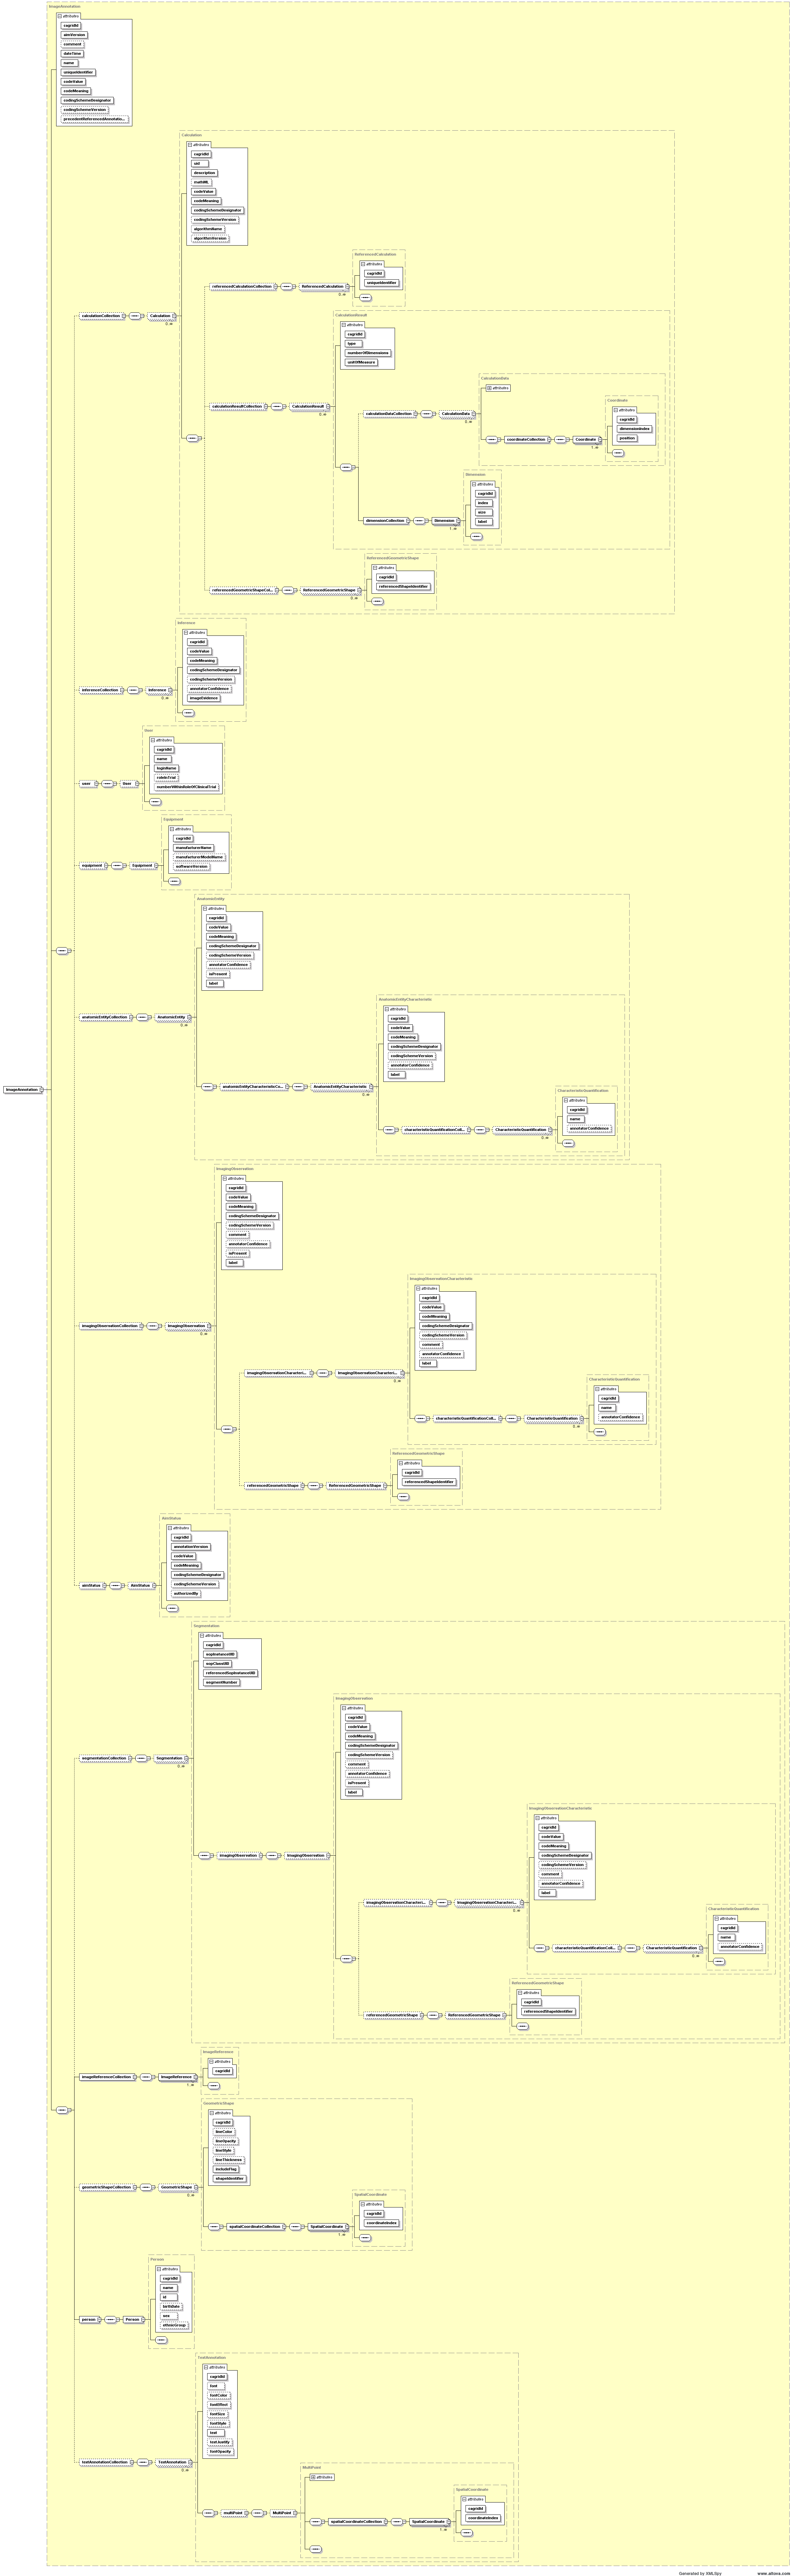 ImageAnnotation
attributes
cagridId
aimVersion
comment
dateTime
name
uniqueIdentifier
codeValue
codeMeaning
codingSchemeDesignator
codingSchemeVersion
precedentReferencedAnnotatio...
Calculation
attributes
cagridId
uid
description
mathML
codeValue
codeMeaning
codingSchemeDesignator
codingSchemeVersion
algorithmName
algorithmVersion
ReferencedCalculation
attributes
cagridId
uniqueIdentifier
referencedCalculationCollection
ReferencedCalculation
0..∞
calculationCollection
Calculation
0..∞
CalculationResult
attributes
cagridId
type
numberOfDimensions
unitOfMeasure
CalculationData
attributes
Coordinate
attributes
cagridId
dimensionIndex
position
calculationResultCollection
CalculationResult
0..∞
calculationDataCollection
CalculationData
0..∞
coordinateCollection
Coordinate
1..∞
Dimension
attributes
cagridId
index
size
label
dimensionCollection
Dimension
1..∞
ReferencedGeometricShape
attributes
cagridId
referencedShapeIdentifier
referencedGeometricShapeCol...
ReferencedGeometricShape
0..∞
Inference
attributes
cagridId
codeValue
codeMeaning
codingSchemeDesignator
codingSchemeVersion
annotatorConfidence
imageEvidence
inferenceCollection
Inference
0..∞
User
attributes
cagridId
name
loginName
roleInTrial
numberWithinRoleOfClinicalTrial
user
User
Equipment
attributes
cagridId
manufacturerName
manufacturerModelName
softwareVersion
equipment
Equipment
AnatomicEntity
attributes
cagridId
codeValue
codeMeaning
codingSchemeDesignator
codingSchemeVersion
annotatorConfidence
isPresent
label
anatomicEntityCollection
AnatomicEntity
0..∞
AnatomicEntityCharacteristic
attributes
cagridId
codeValue
codeMeaning
codingSchemeDesignator
codingSchemeVersion
annotatorConfidence
label
anatomicEntityCharacteristicCo...
AnatomicEntityCharacteristic
0..∞
CharacteristicQuantification
attributes
cagridId
name
annotatorConfidence
characteristicQuantificationColl...
CharacteristicQuantification
0..∞
ImageAnnotation
ImagingObservation
attributes
cagridId
codeValue
codeMeaning
codingSchemeDesignator
codingSchemeVersion
comment
annotatorConfidence
isPresent
label
imagingObservationCollection
ImagingObservation
0..∞
ImagingObservationCharacteristic
attributes
cagridId
codeValue
codeMeaning
codingSchemeDesignator
codingSchemeVersion
comment
annotatorConfidence
label
imagingObservationCharacteri...
ImagingObservationCharacteri...
0..∞
CharacteristicQuantification
attributes
cagridId
name
annotatorConfidence
characteristicQuantificationColl...
CharacteristicQuantification
0..∞
ReferencedGeometricShape
attributes
cagridId
referencedShapeIdentifier
referencedGeometricShape
ReferencedGeometricShape
AimStatus
attributes
cagridId
annotationVersion
codeValue
codeMeaning
codingSchemeDesignator
codingSchemeVersion
authorizedBy
aimStatus
AimStatus
Segmentation
attributes
cagridId
sopInstanceUID
sopClassUID
referencedSopInstanceUID
segmentNumber
segmentationCollection
Segmentation
0..∞
ImagingObservation
attributes
cagridId
codeValue
codeMeaning
codingSchemeDesignator
codingSchemeVersion
comment
annotatorConfidence
isPresent
label
imagingObservation
ImagingObservation
ImagingObservationCharacteristic
attributes
cagridId
codeValue
codeMeaning
codingSchemeDesignator
codingSchemeVersion
comment
annotatorConfidence
label
imagingObservationCharacteri...
ImagingObservationCharacteri...
0..∞
CharacteristicQuantification
attributes
cagridId
name
annotatorConfidence
characteristicQuantificationColl...
CharacteristicQuantification
0..∞
ReferencedGeometricShape
attributes
cagridId
referencedShapeIdentifier
referencedGeometricShape
ReferencedGeometricShape
ImageReference
attributes
cagridId
imageReferenceCollection
ImageReference
1..∞
GeometricShape
attributes
cagridId
lineColor
lineOpacity
lineStyle
lineThickness
includeFlag
shapeIdentifier
geometricShapeCollection
GeometricShape
0..∞
SpatialCoordinate
attributes
cagridId
coordinateIndex
spatialCoordinateCollection
SpatialCoordinate
1..∞
Person
attributes
cagridId
name
id
birthDate
sex
ethnicGroup
person
Person
TextAnnotation
attributes
cagridId
font
fontColor
fontEffect
fontSize
fontStyle
text
textJustify
fontOpacity
textAnnotationCollection
TextAnnotation
0..∞
MultiPoint
attributes
multiPoint
MultiPoint
SpatialCoordinate
attributes
cagridId
coordinateIndex
spatialCoordinateCollection
SpatialCoordinate
1..∞
Generated by XMLSpy www.altova.com